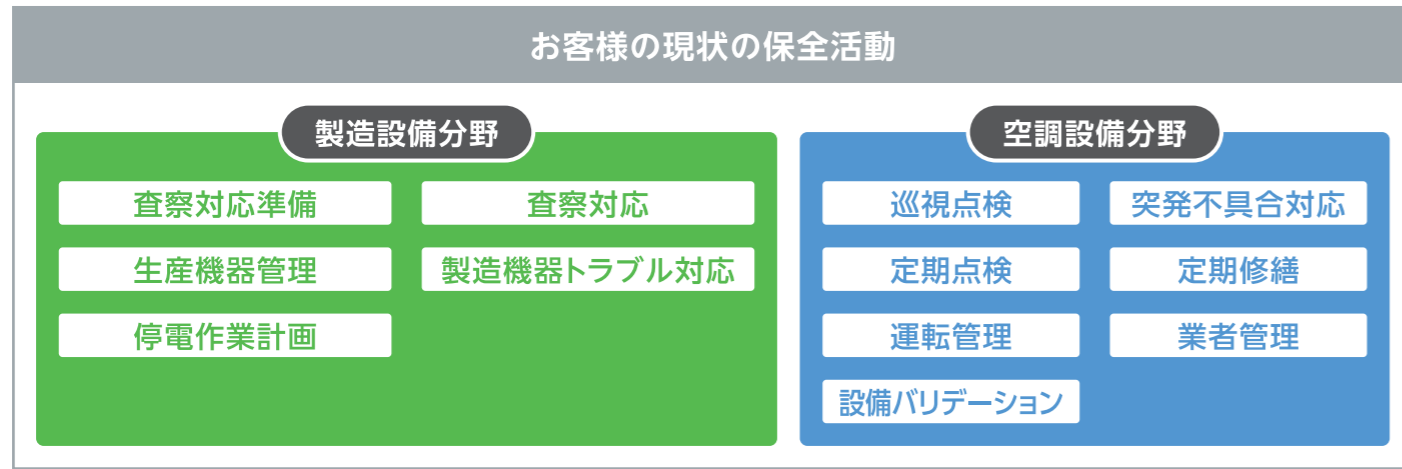 お客様の現状の保全活動
製造設備分野
査察対応準備
査察対応
生産機器管理
製造機器トラブル対応
停電作業計画
空調設備分野
巡視点検
突発不具合対応
定期点検
定期修繕
運転管理
業者管理
設備バリデーション